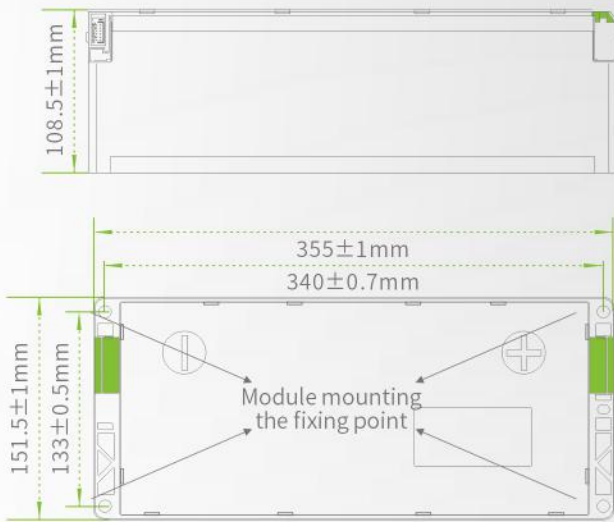 108.5±1mm
355±1mm
340±0.7mm
151.5±1mm
133±0.5mm
Module mounting
the fixing point